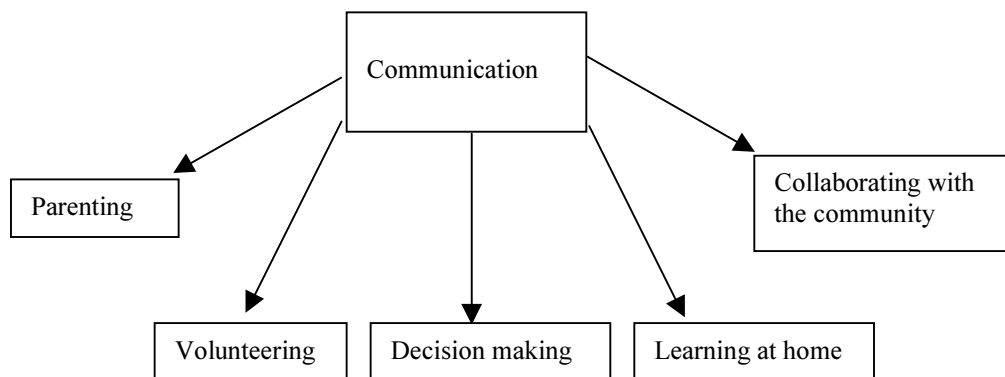 Communication
Parenting
Collaborating with
the community
Volunteering
Decision making
Learning at home